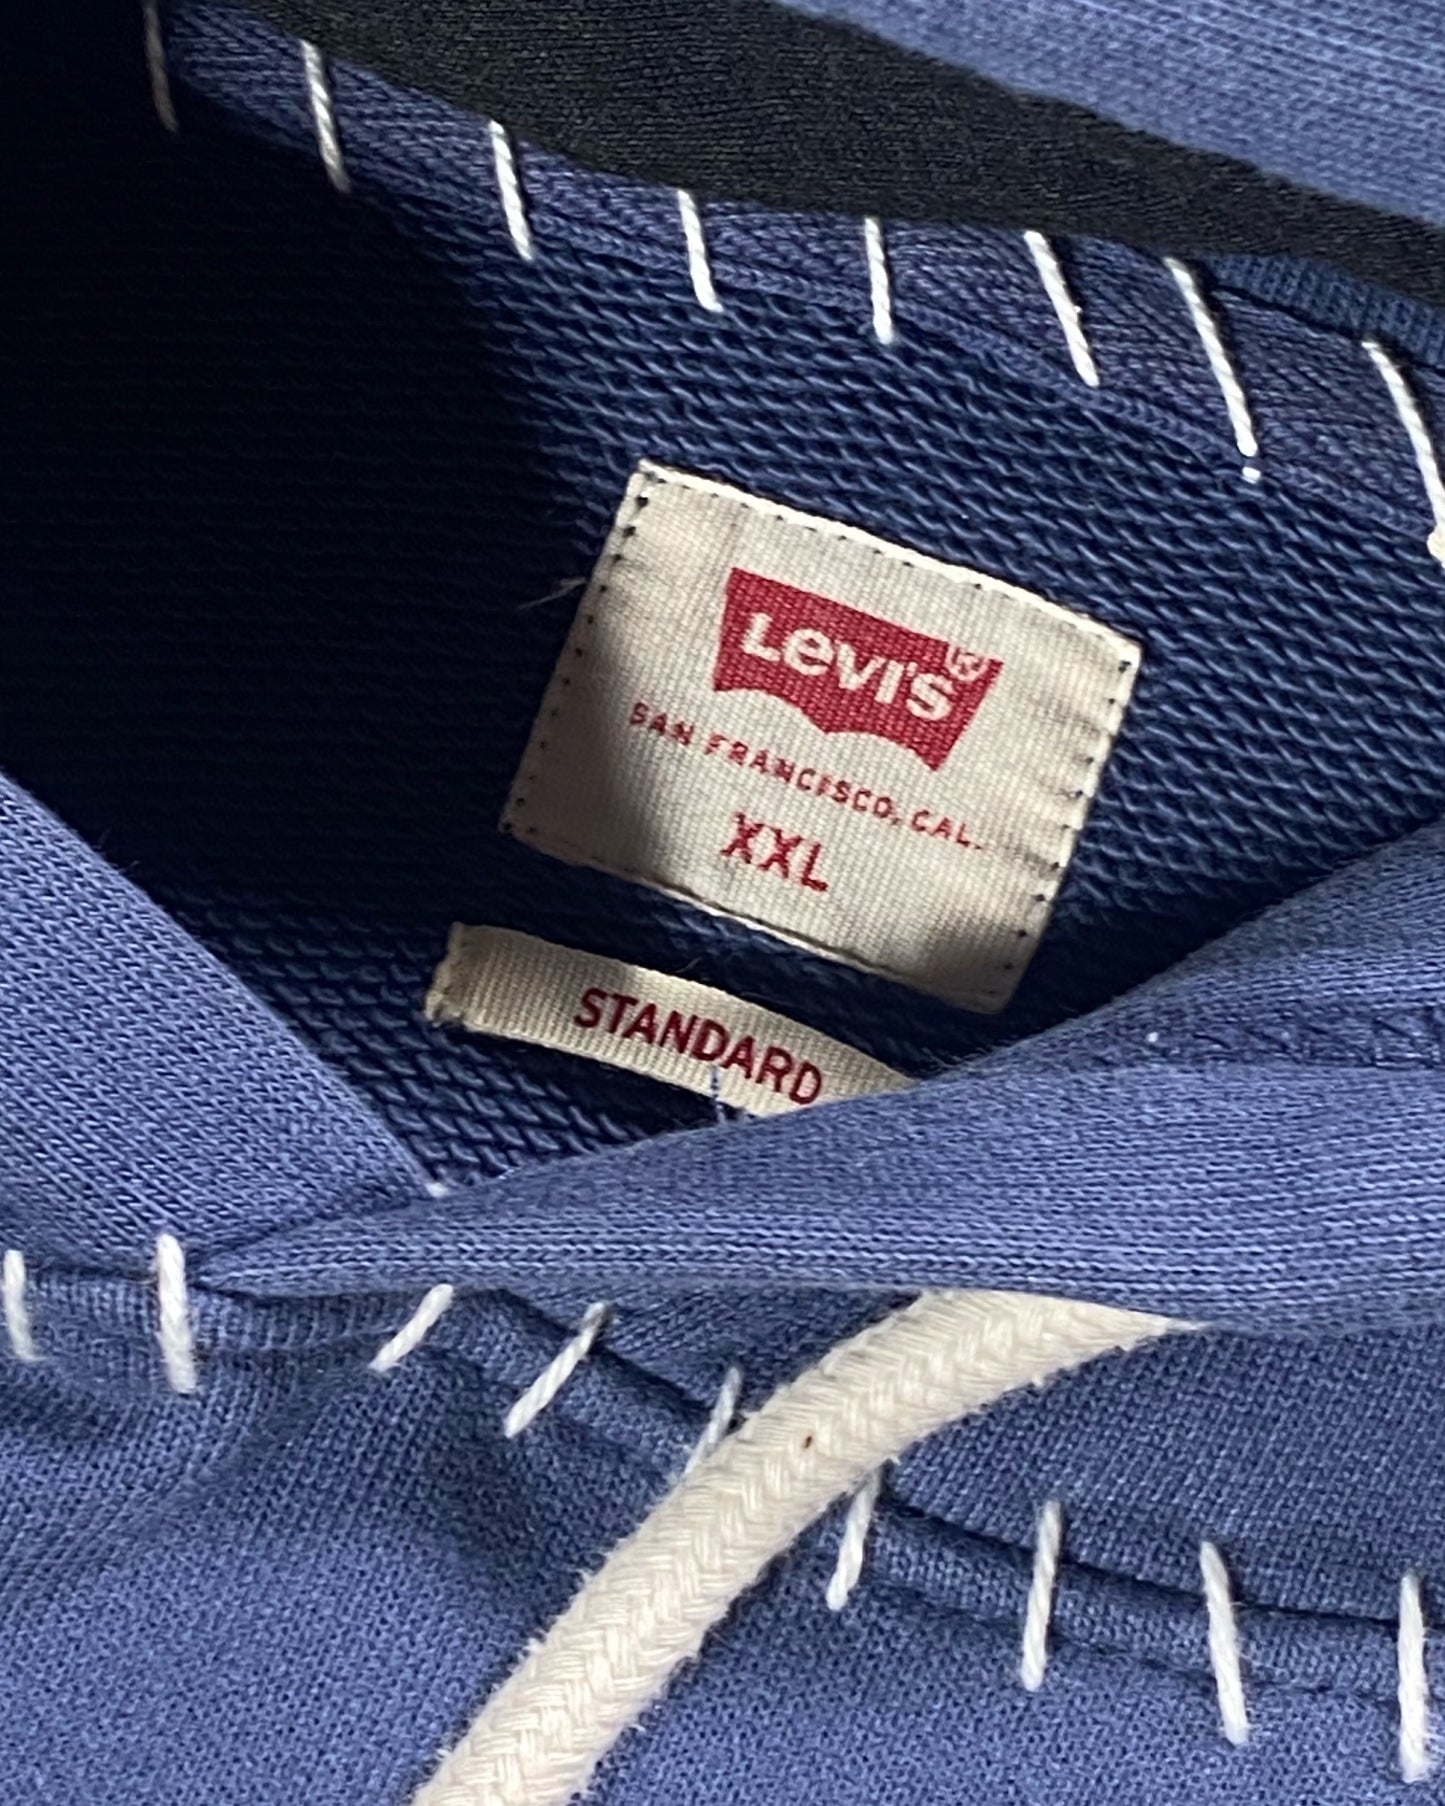 Levi's®
SAN FRANCISCO, CAL.
XXL
STANDARD